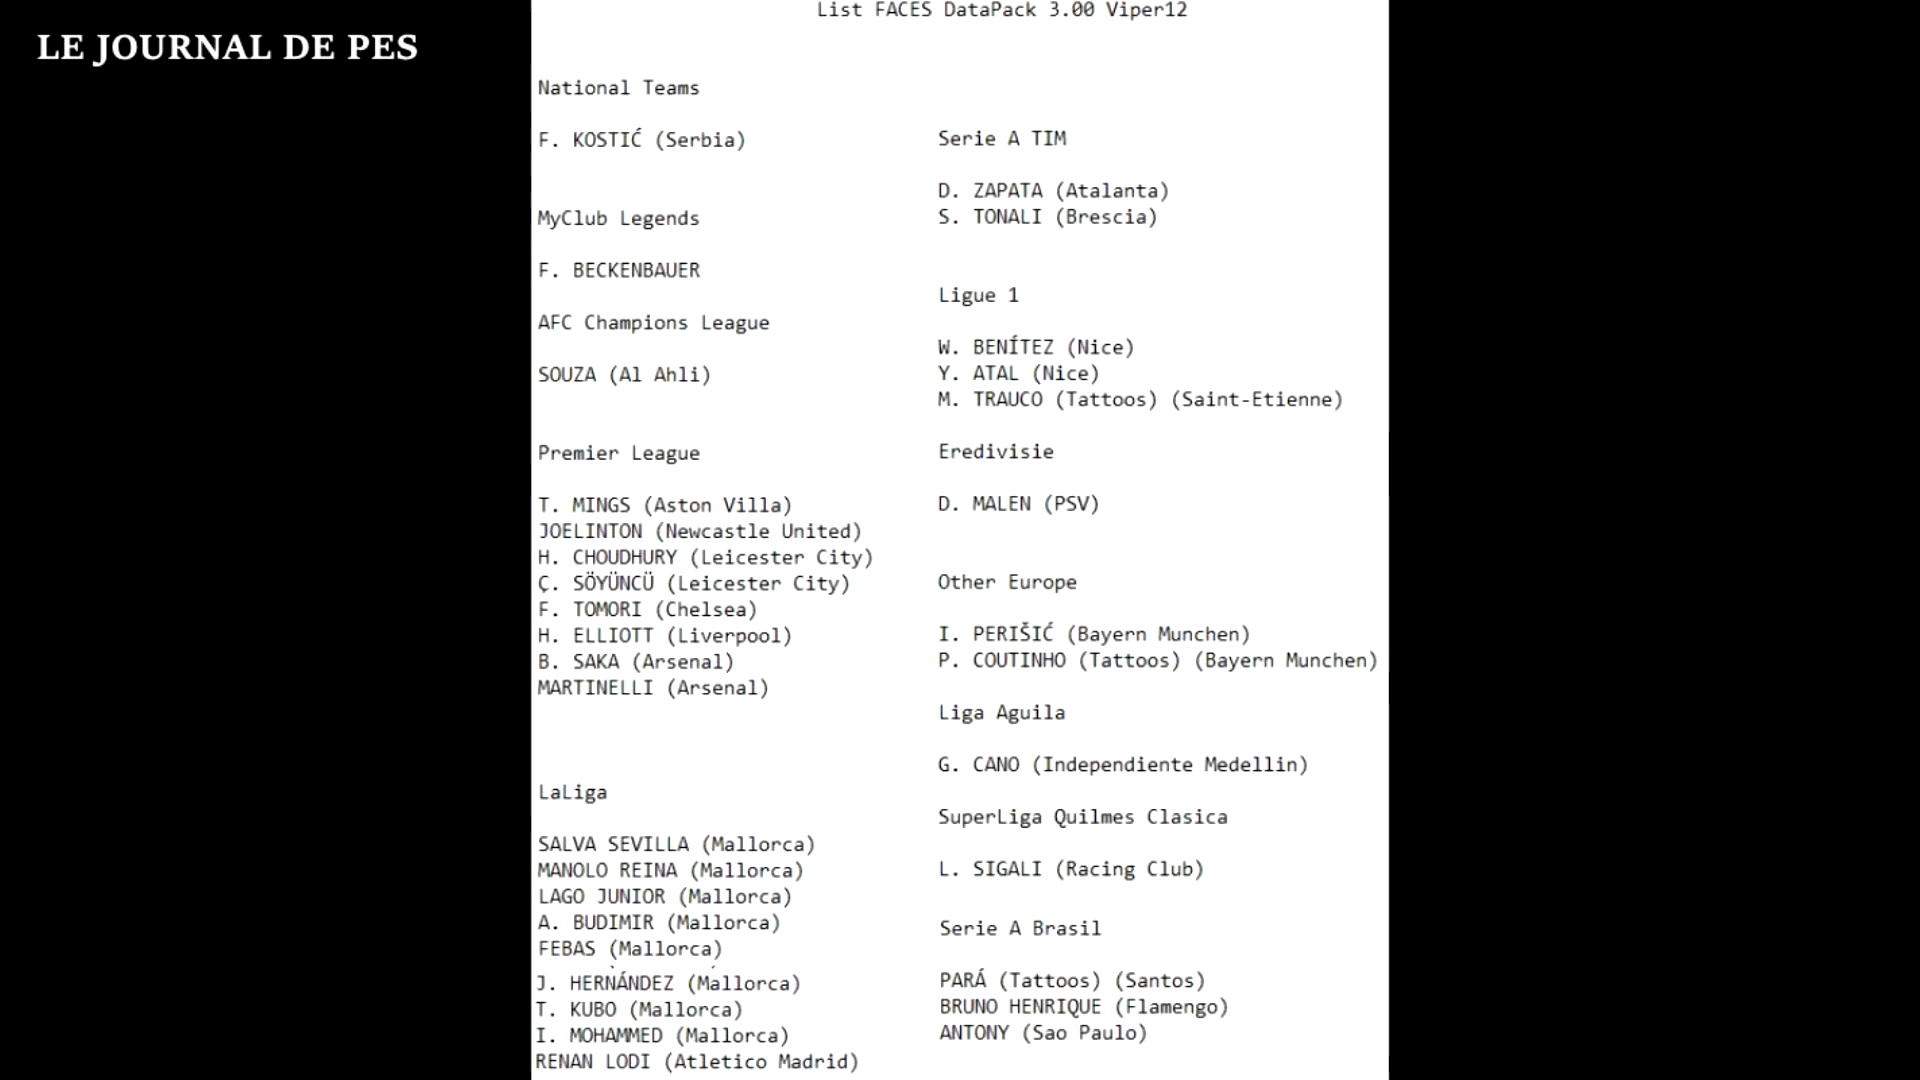 LE JOURNAL DE PES
List FACES DataPack 3.00 Viper12
National Teams
F. KOSTIĆ (Serbia)
MyClub Legends
F. BECKENBAUER
AFC Champions League
SOUZA (Al Ahli)
Premier League
T. MINGS (Aston Villa)
JOELINTON (Newcastle United)
H. CHOUDHURY (Leicester City)
Ç. SÖYÜNCÜ (Leicester City)
F. TOMORI (Chelsea)
H. ELLIOTT (Liverpool)
B. SAKA (Arsenal)
MARTINELLI (Arsenal)
LaLiga
SALVA SEVILLA (Mallorca)
MANOLO REINA (Mallorca)
LAGO JUNIOR (Mallorca)
A. BUDIMIR (Mallorca)
FEBAS (Mallorca)
J. HERNÁNDEZ (Mallorca)
T. KUBO (Mallorca)
I. MOHAMMED (Mallorca)
RENAN LODI (Atletico Madrid)
Serie A TIM
D. ZAPATA (Atalanta)
S. TONALI (Brescia)
Ligue 1
W. BENÍTEZ (Nice)
Y. ATAL (Nice)
M. TRAUCO (Tattoos) (Saint-Etienne)
Eredivisie
D. MALEN (PSV)
Other Europe
I. PERIŠIĆ (Bayern Munchen)
P. COUTINHO (Tattoos) (Bayern Munchen)
Liga Aguila
G. CANO (Independiente Medellin)
SuperLiga Quilmes Clasica
L. SIGALI (Racing Club)
Serie A Brasil
PARÁ (Tattoos) (Santos)
BRUNO HENRIQUE (Flamengo)
ANTONY (Sao Paulo)